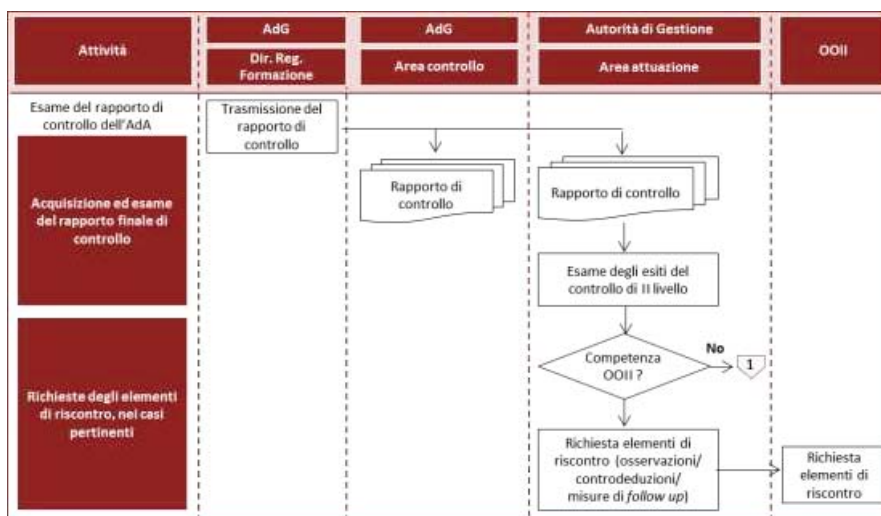 Attività
AdG
AdG
Autorità di Gestione
OOII
Dir. Reg.
Formazione
Area controllo
Area attuazione
Esame del rapporto di
controllo dell'AdA
Trasmissione del
rapporto di
controllo
Acquisizione ed esame
del rapporto finale di
controllo
Rapporto di
controllo
Rapporto di controllo
Esame degli esiti del
controllo di II livello
Richieste degli elementi
di riscontro, nei casi
pertinenti
Competenza
OOII ?
No
1
Richiesta elementi di
riscontro (osservazioni/
controdeduzioni/
misure di follow up)
Richiesta
elementi di
riscontro